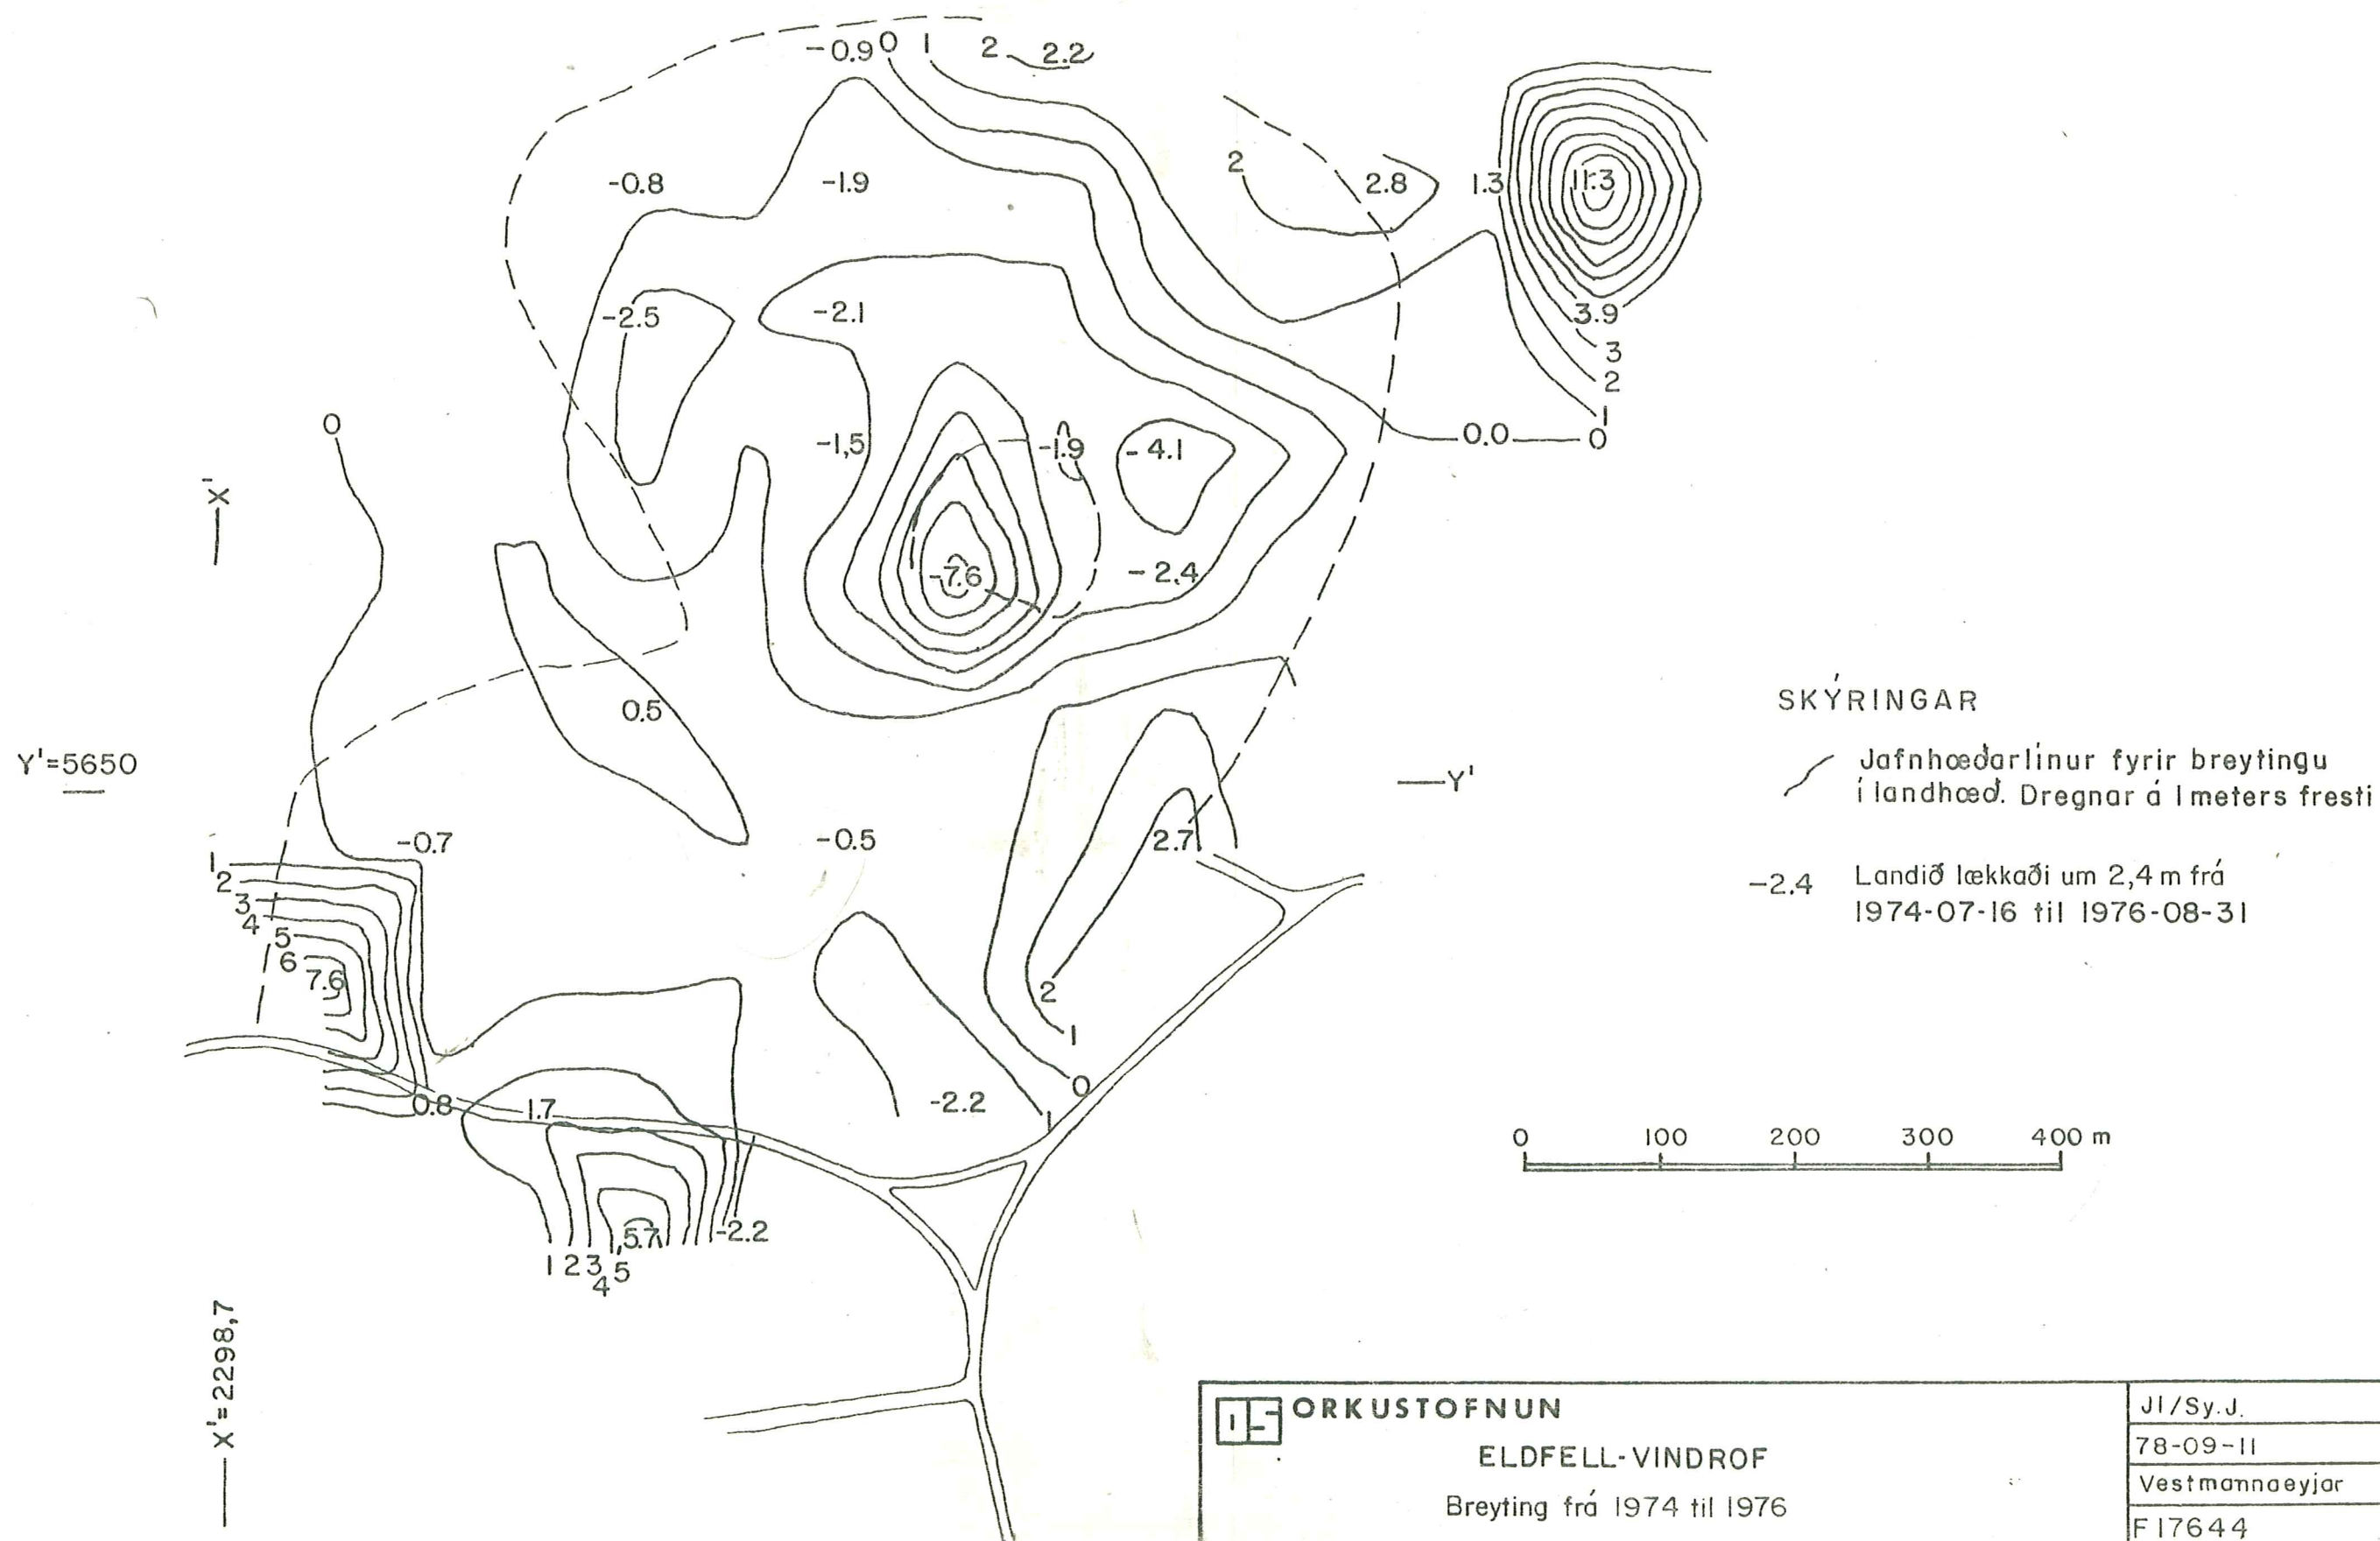 -0.9 0 1 2 2.2
-0.8
-1.9
2
2.8
1.3
11.3
-2.5
-2.1
3.9
3
2
1
0
0.0
0
-1,5
-1.9
-4.1
X'
-7.6
-2.4
0.5
SKÝRINGAR
Jafnhœðarlínur fyrir breytingu
í landhœð. Dregnar á 1 meters fresti
Y'=5650
Y'
-0.7
-0.5
2.7
1
2
3
4
5
6
7.6
-2.4
Landið lækkaði um 2,4 m frá
1974-07-16 til 1976-08-31
2
1
0
1
0.8
1.7
-2.2
0 100 200 300 400 m
5.7
-2.2
1 2 3 4 5
X'=2298,7
OS ORKUSTOFNUN
ELDFELL-VINDROF
Breyting frá 1974 til 1976
JI/Sy.J.
78-09-11
Vestmannaeyjar
F17644